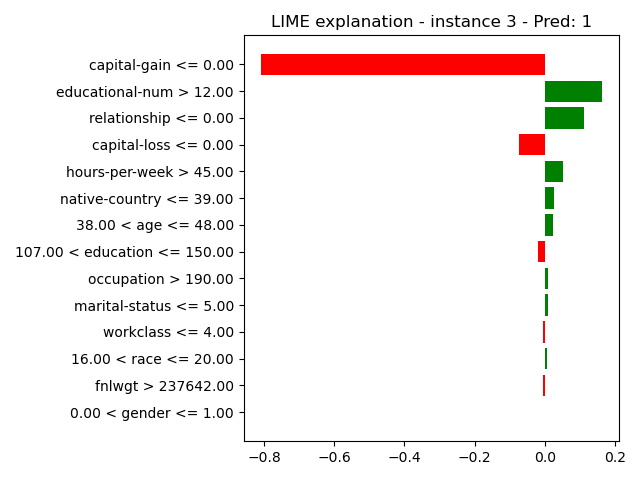 LIME explanation - instance 3 - Pred: 1
capital-gain <= 0.00
educational-num > 12.00
relationship <= 0.00
capital-loss <= 0.00
hours-per-week > 45.00
native-country <= 39.00
38.00 < age <= 48.00
107.00 < education <= 150.00
occupation > 190.00
marital-status <= 5.00
workclass <= 4.00
16.00 < race <= 20.00
fnlwgt > 237642.00
0.00 < gender <= 1.00
−0.8 −0.6 −0.4 −0.2 0.0 0.2